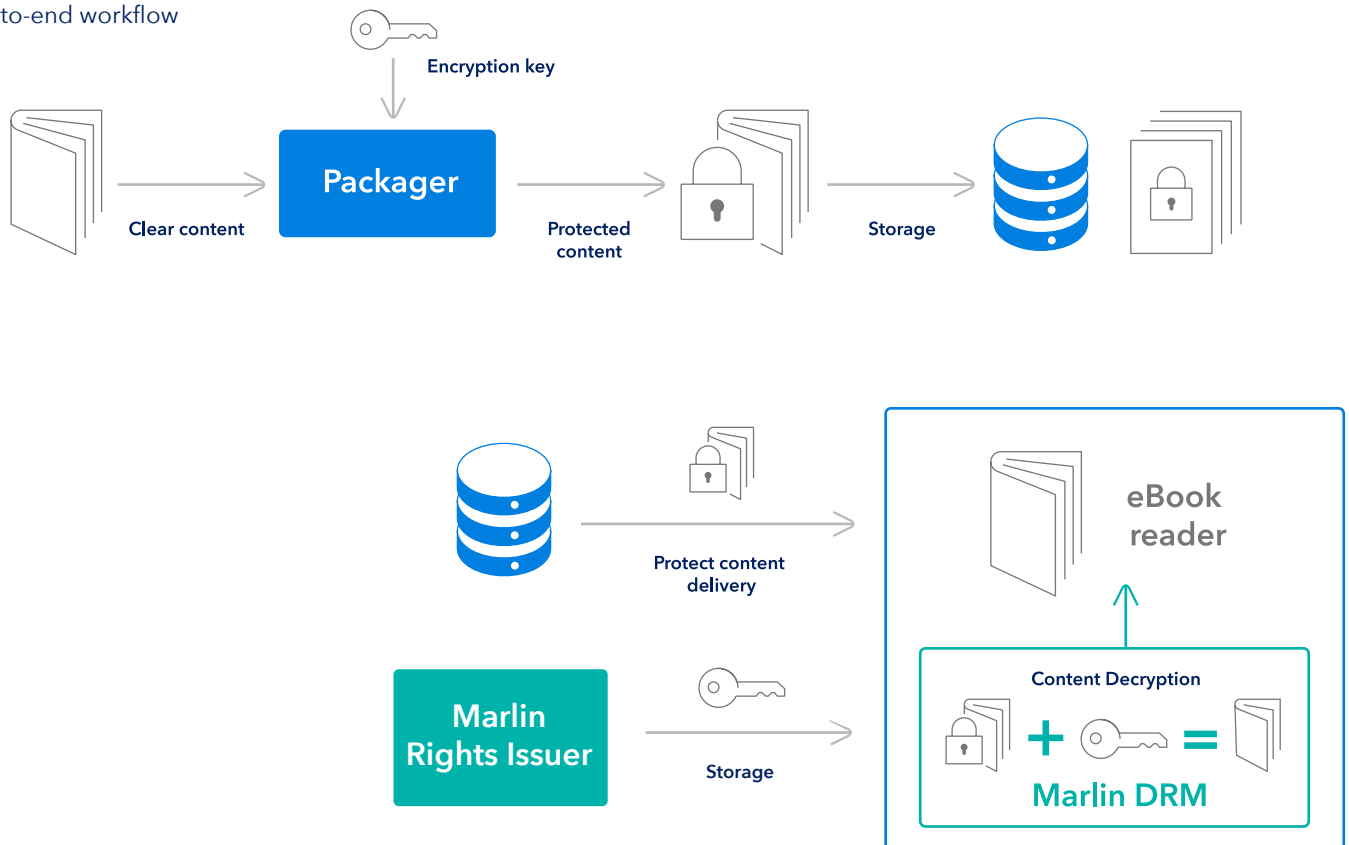 to-end workflow
Encryption key
Packager
Clear content
Protected
content
Storage
eBook
reader
Protect content
delivery
Marlin
Rights Issuer
Storage
Content Decryption
+ =
Marlin DRM